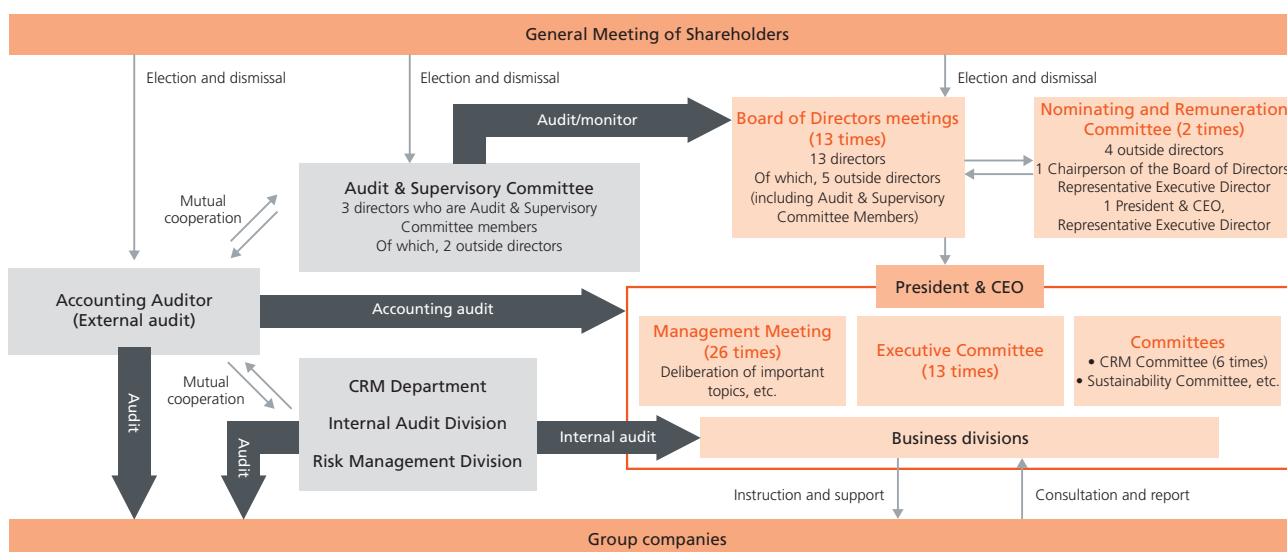 General Meeting of Shareholders
Election and dismissal
Election and dismissal
Election and dismissal
Audit/monitor
Board of Directors meetings
(13 times)
13 directors
Of which, 5 outside directors
(including Audit & Supervisory
Committee Members)
Nominating and Remuneration
Committee (2 times)
4 outside directors
1 Chairperson of the Board of Directors
Representative Executive Director
1 President & CEO,
Representative Executive Director
Mutual
cooperation
Audit & Supervisory Committee
3 directors who are Audit & Supervisory
Committee members
Of which, 2 outside directors
Accounting Auditor
(External audit)
Accounting audit
President & CEO
Management Meeting
(26 times)
Deliberation of important
topics, etc.
Executive Committee
(13 times)
Committees
• CRM Committee (6 times)
• Sustainability Committee, etc.
Mutual
cooperation
CRM Department
Internal Audit Division
Risk Management Division
Audit
Audit
Internal audit
Business divisions
Instruction and support
Consultation and report
Group companies